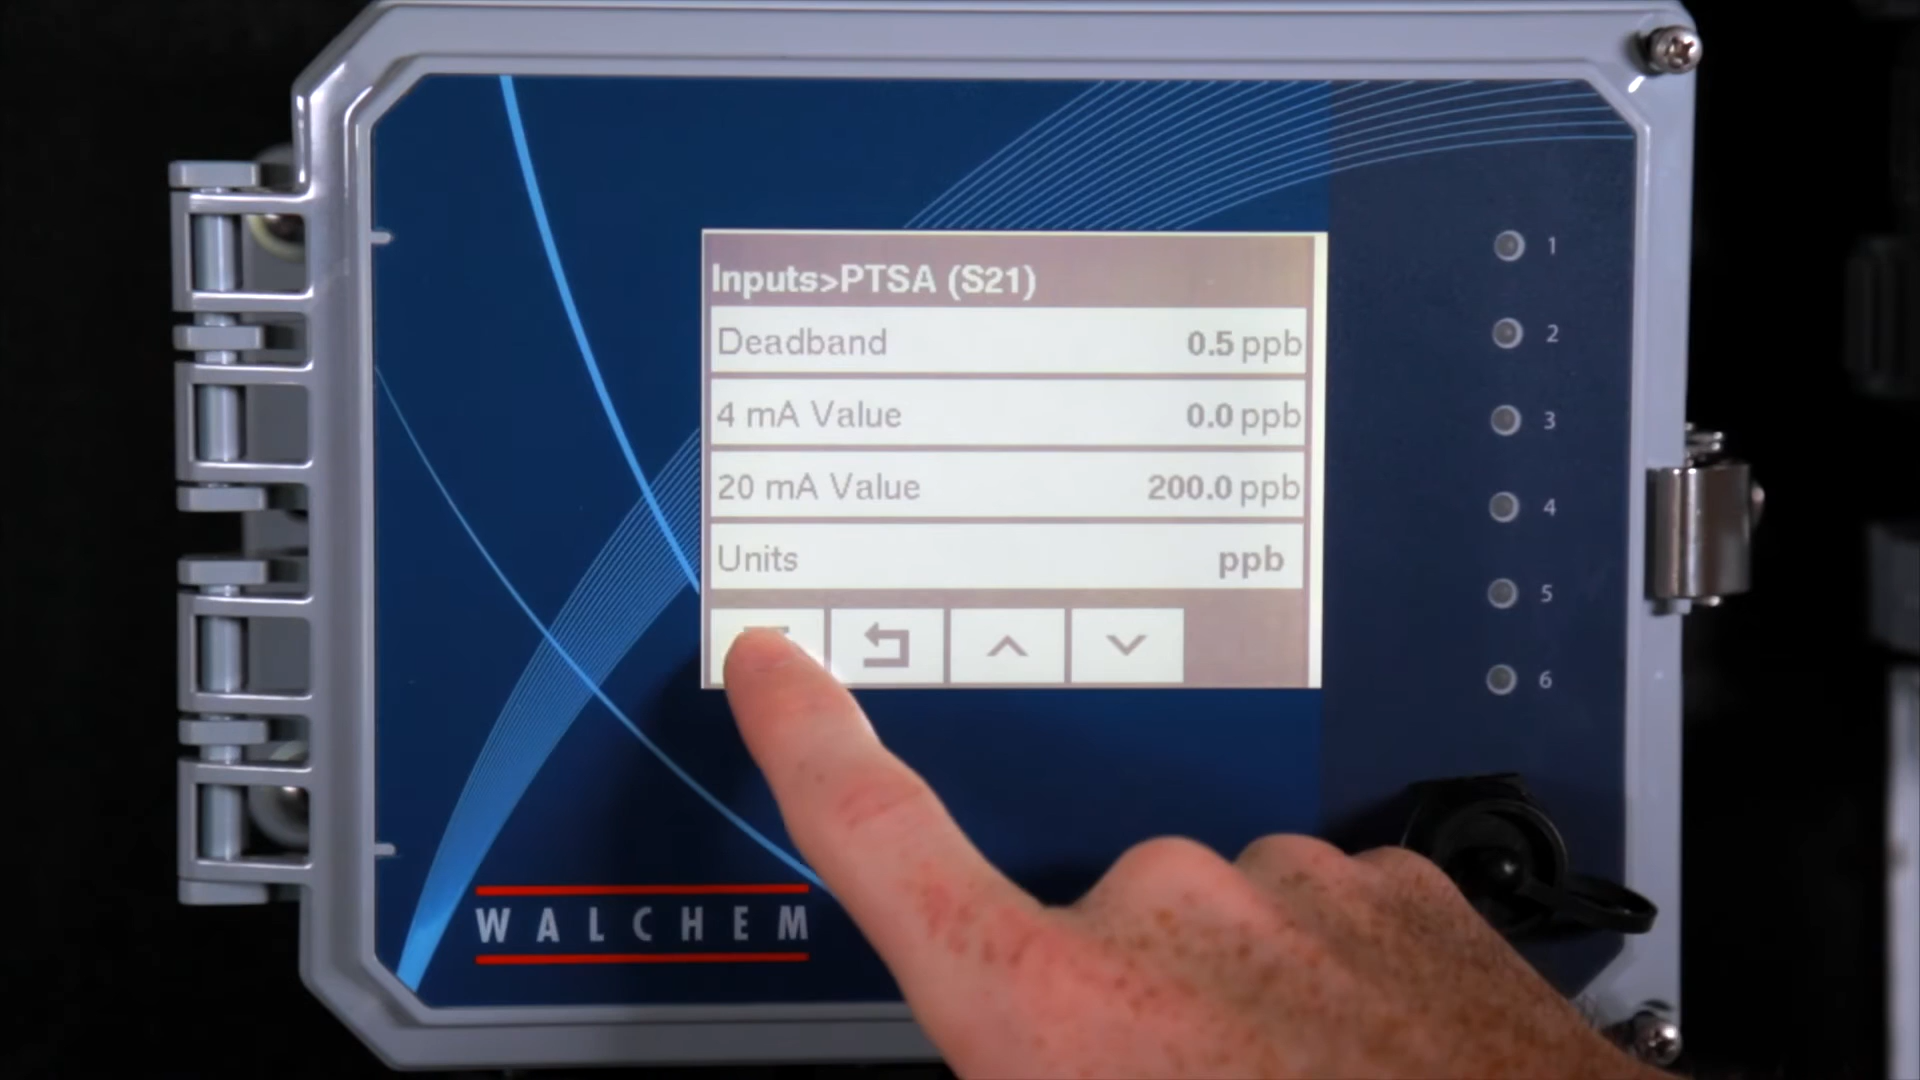 Inputs>PTSA (S21)
Deadband 0.5 ppb
4 mA Value 0.0 ppb
20 mA Value 200.0 ppb
Units ppb
1
2
3
4
5
6
WALCHEM